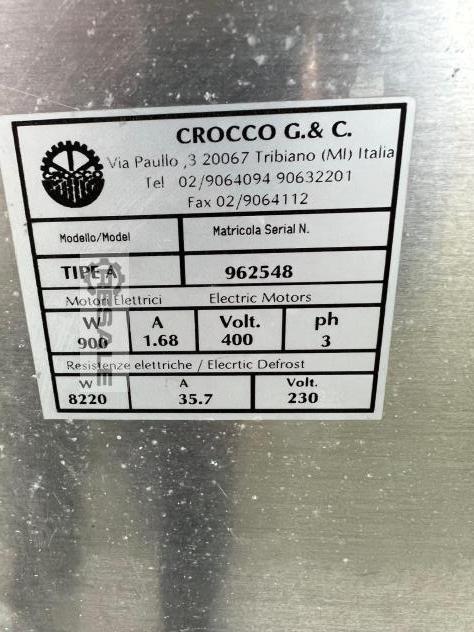 CROCCO G.& C.
Via Paullo ,3 20067 Tribiano (MI) Italia
Tel 02/9064094 90632201
Fax 02/9064112
Modello/Model Matricola Serial N.
TIPE A 962548
Motori Elettrici Electric Motors
W A Volt. ph
900 1.68 400 3
Resistenze elettriche / Elecrtic Defrost
W A Volt.
8220 35.7 230
RESALE